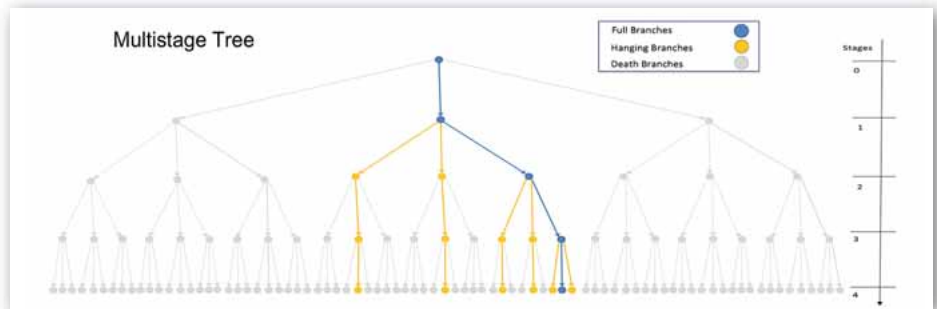 Multistage Tree
Full Branches
Hanging Branches
Death Branches
Stages
0
1
2
3
4